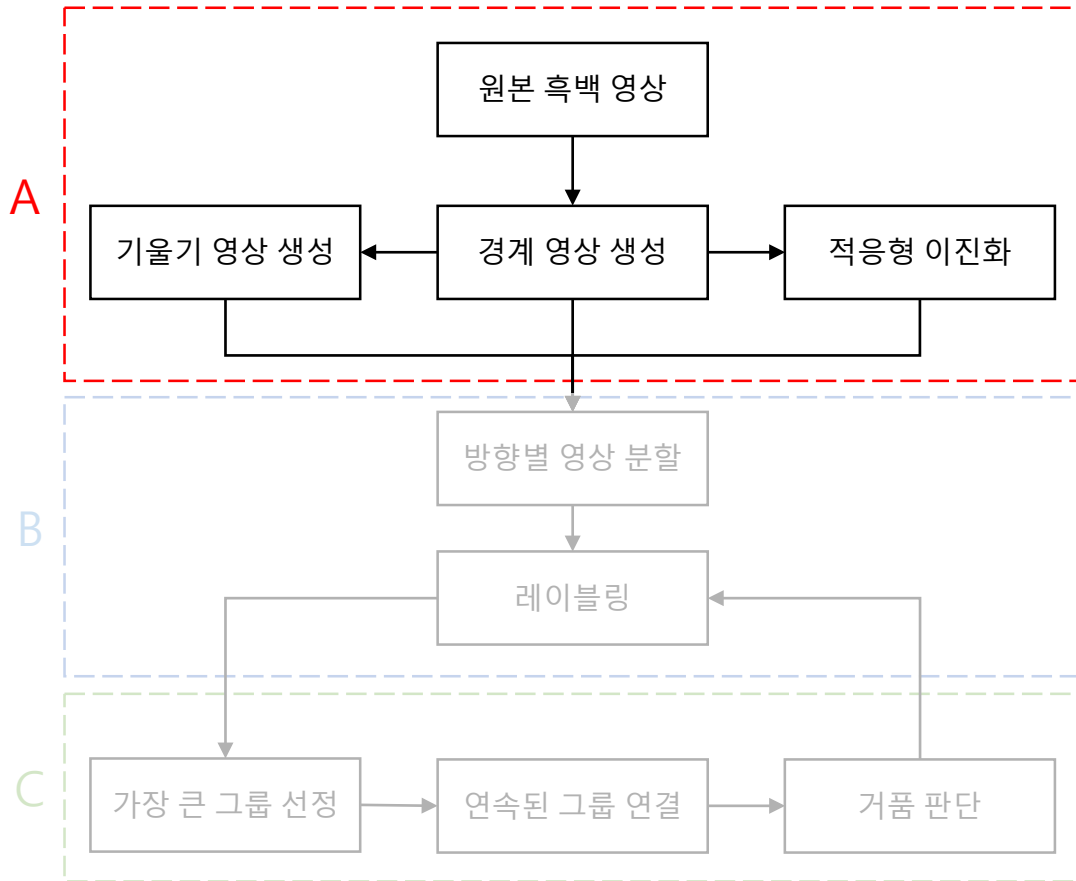 원본 흑백 영상
A
기울기 영상 생성
경계 영상 생성
적응형 이진화
방향별 영상 분할
B
레이블링
C
가장 큰 그룹 선정
연속된 그룹 연결
거품 판단